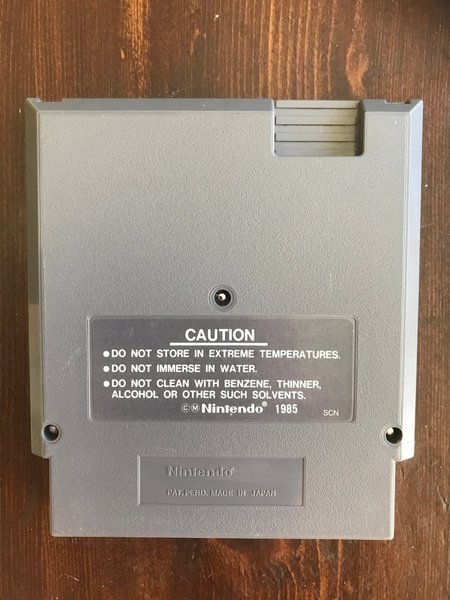 CAUTION
●DO NOT STORE IN EXTREME TEMPERATURES.
●DO NOT IMMERSE IN WATER.
●DO NOT CLEAN WITH BENZENE, THINNER,
ALCOHOL OR OTHER SUCH SOLVENTS.
©Ⓜ Nintendo® 1985 SCN
Nintendo®
PAT. PEND. MADE IN JAPAN